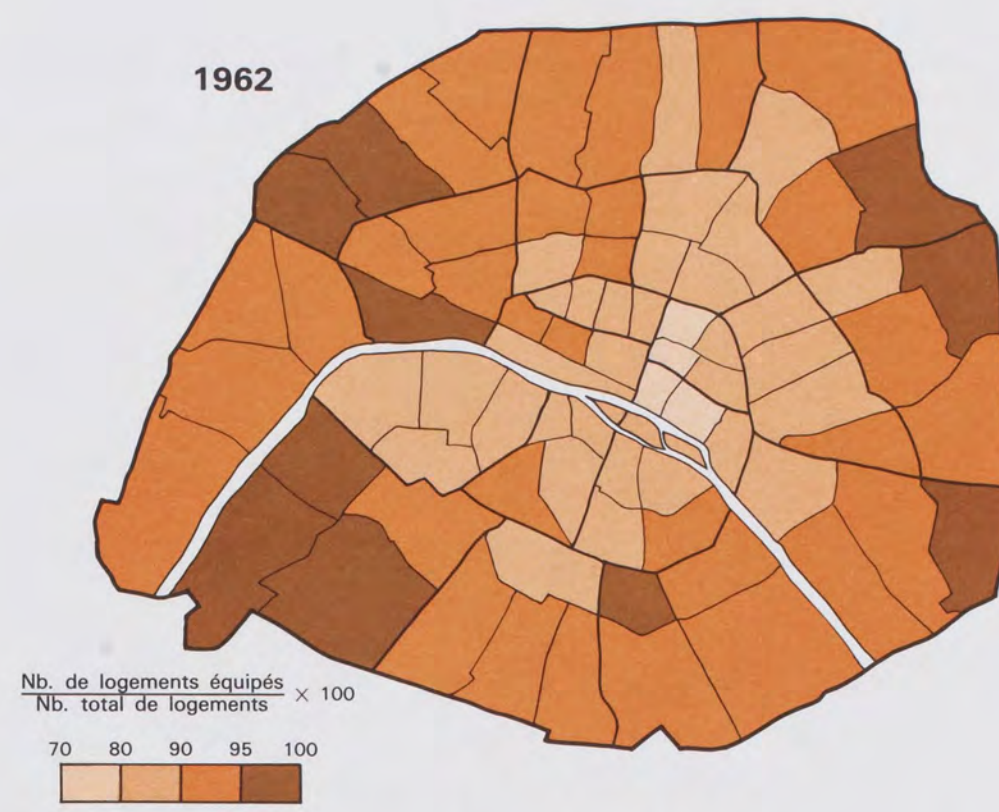 1962
Nb. de logements équipés
Nb. total de logements
× 100
70 80 90 95 100